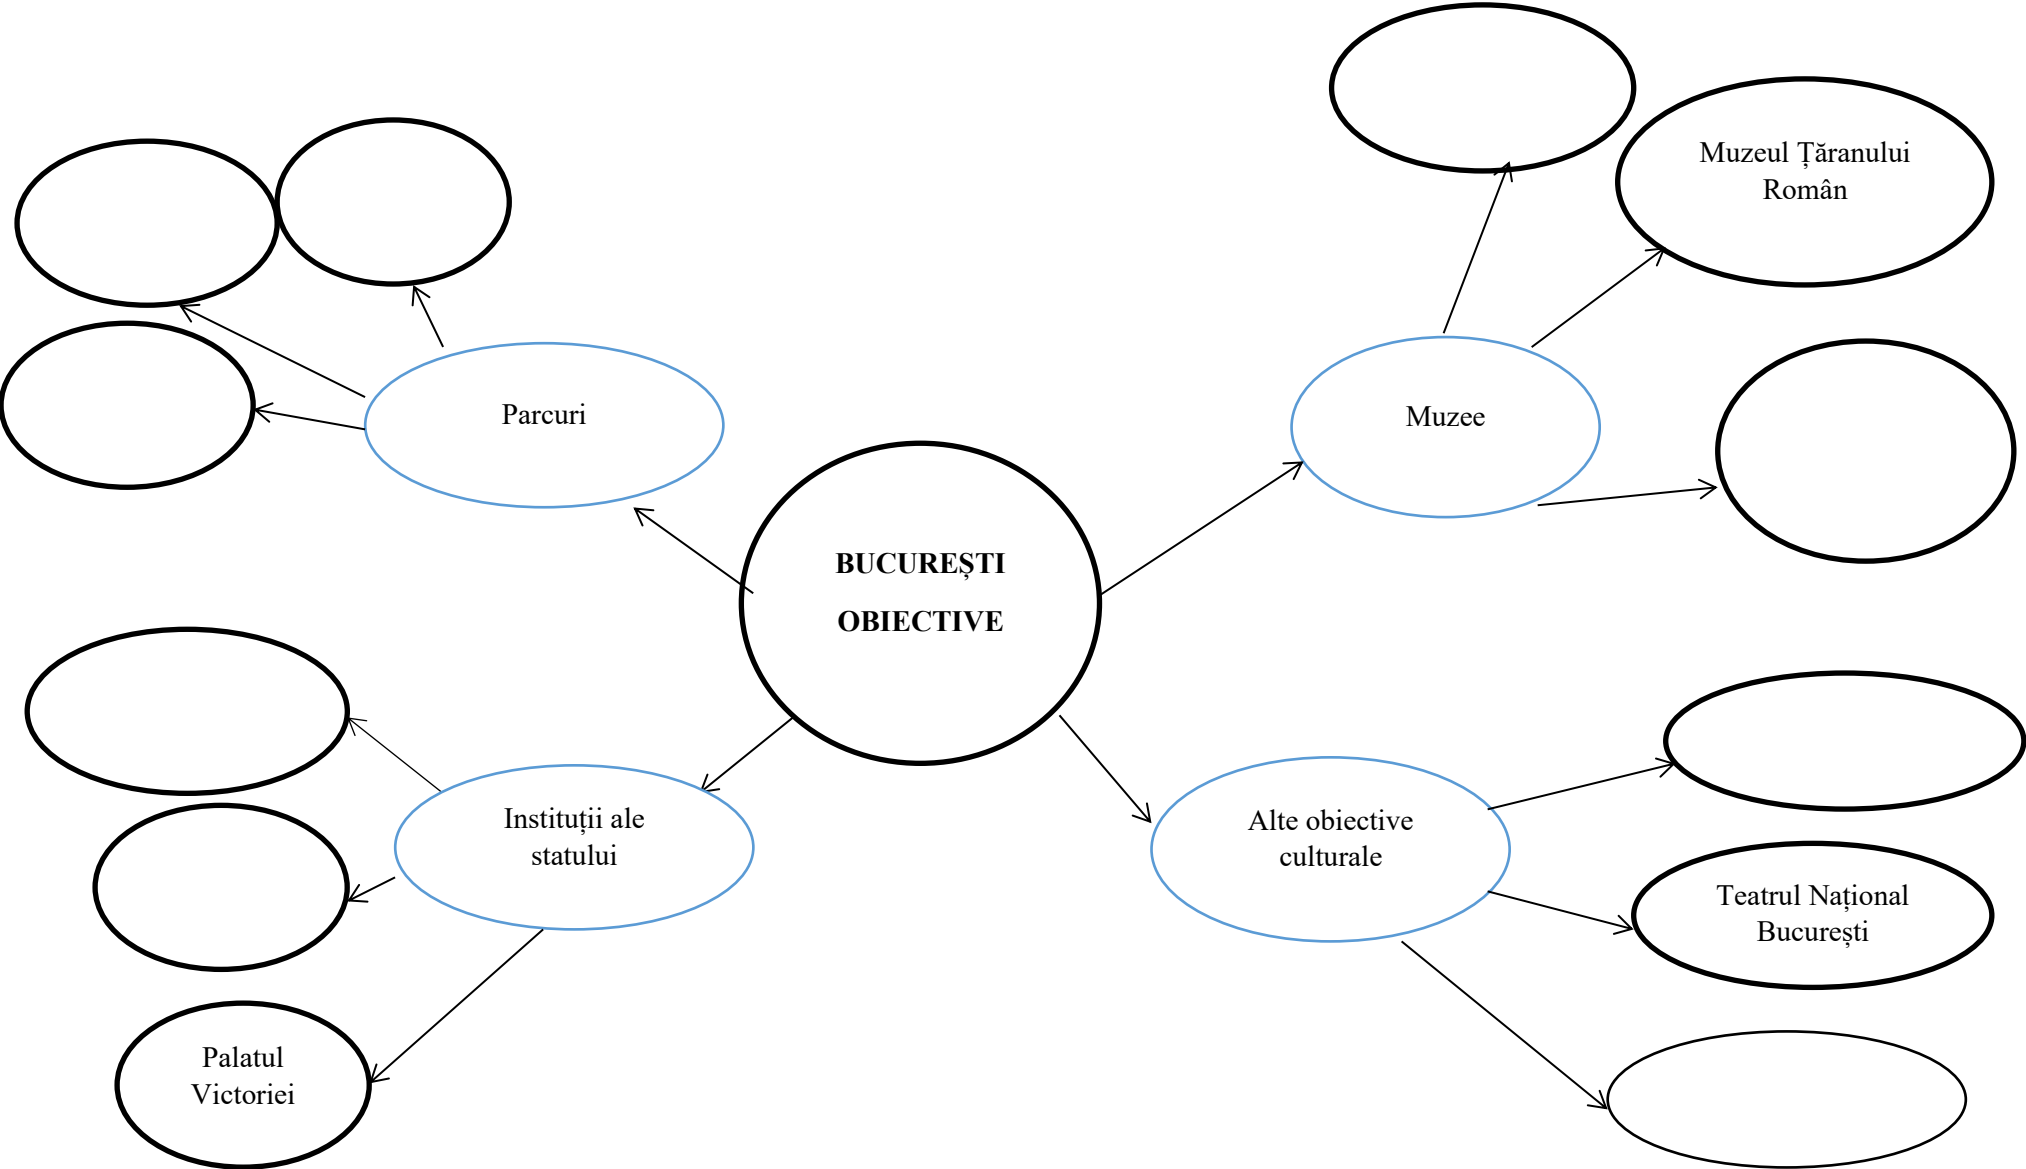 Muzeul Țăranului
Român
Parcuri
Muzee
BUCUREȘTI
OBIECTIVE
Instituții ale
statului
Alte obiective
culturale
Teatrul Național
București
Palatul
Victoriei